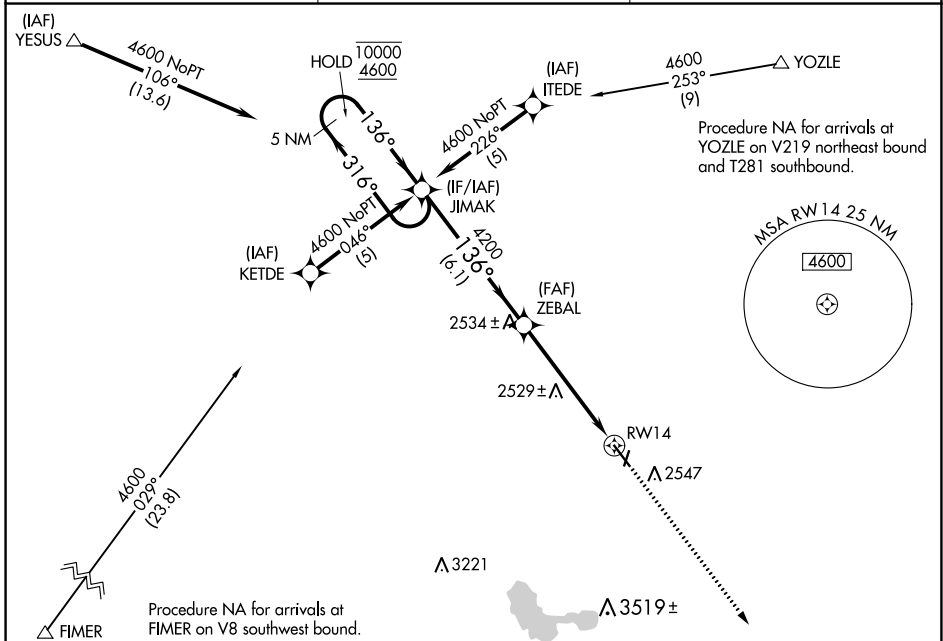 (IAF)
YESUS
4600 NoPT
106°
(13.6)
HOLD
10000
4600
5 NM
136°
316°
(IAF)
ITEDE
4600 NoPT
226°
(5)
4600
253°
(9)
YOZLE
Procedure NA for arrivals at
YOZLE on V219 northeast bound
and T281 southbound.
(IF/IAF)
JIMAK
4600 NoPT
046°
(5)
(IAF)
KETDE
4200
136°
(6.1)
MSA RW14 25 NM
4600
(FAF)
ZEBAL
2534 ±
2529 ±
RW14
2547
4600
029°
(23.8)
3221
3519 ±
FIMER
Procedure NA for arrivals at
FIMER on V8 southwest bound.